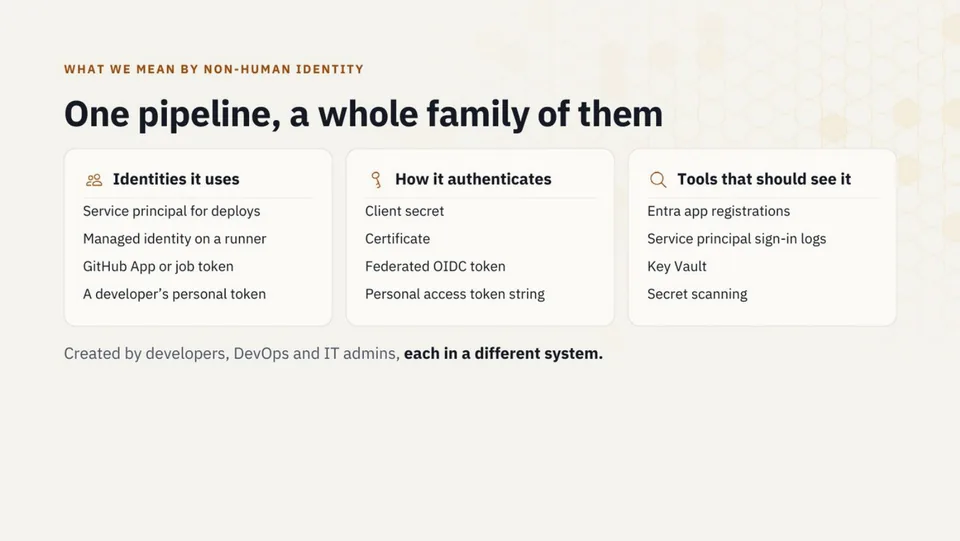 WHAT WE MEAN BY NON-HUMAN IDENTITY
One pipeline, a whole family of them
Identities it uses
Service principal for deploys
Managed identity on a runner
GitHub App or job token
A developer’s personal token
How it authenticates
Client secret
Certificate
Federated OIDC token
Personal access token string
Tools that should see it
Entra app registrations
Service principal sign-in logs
Key Vault
Secret scanning
Created by developers, DevOps and IT admins, each in a different system.